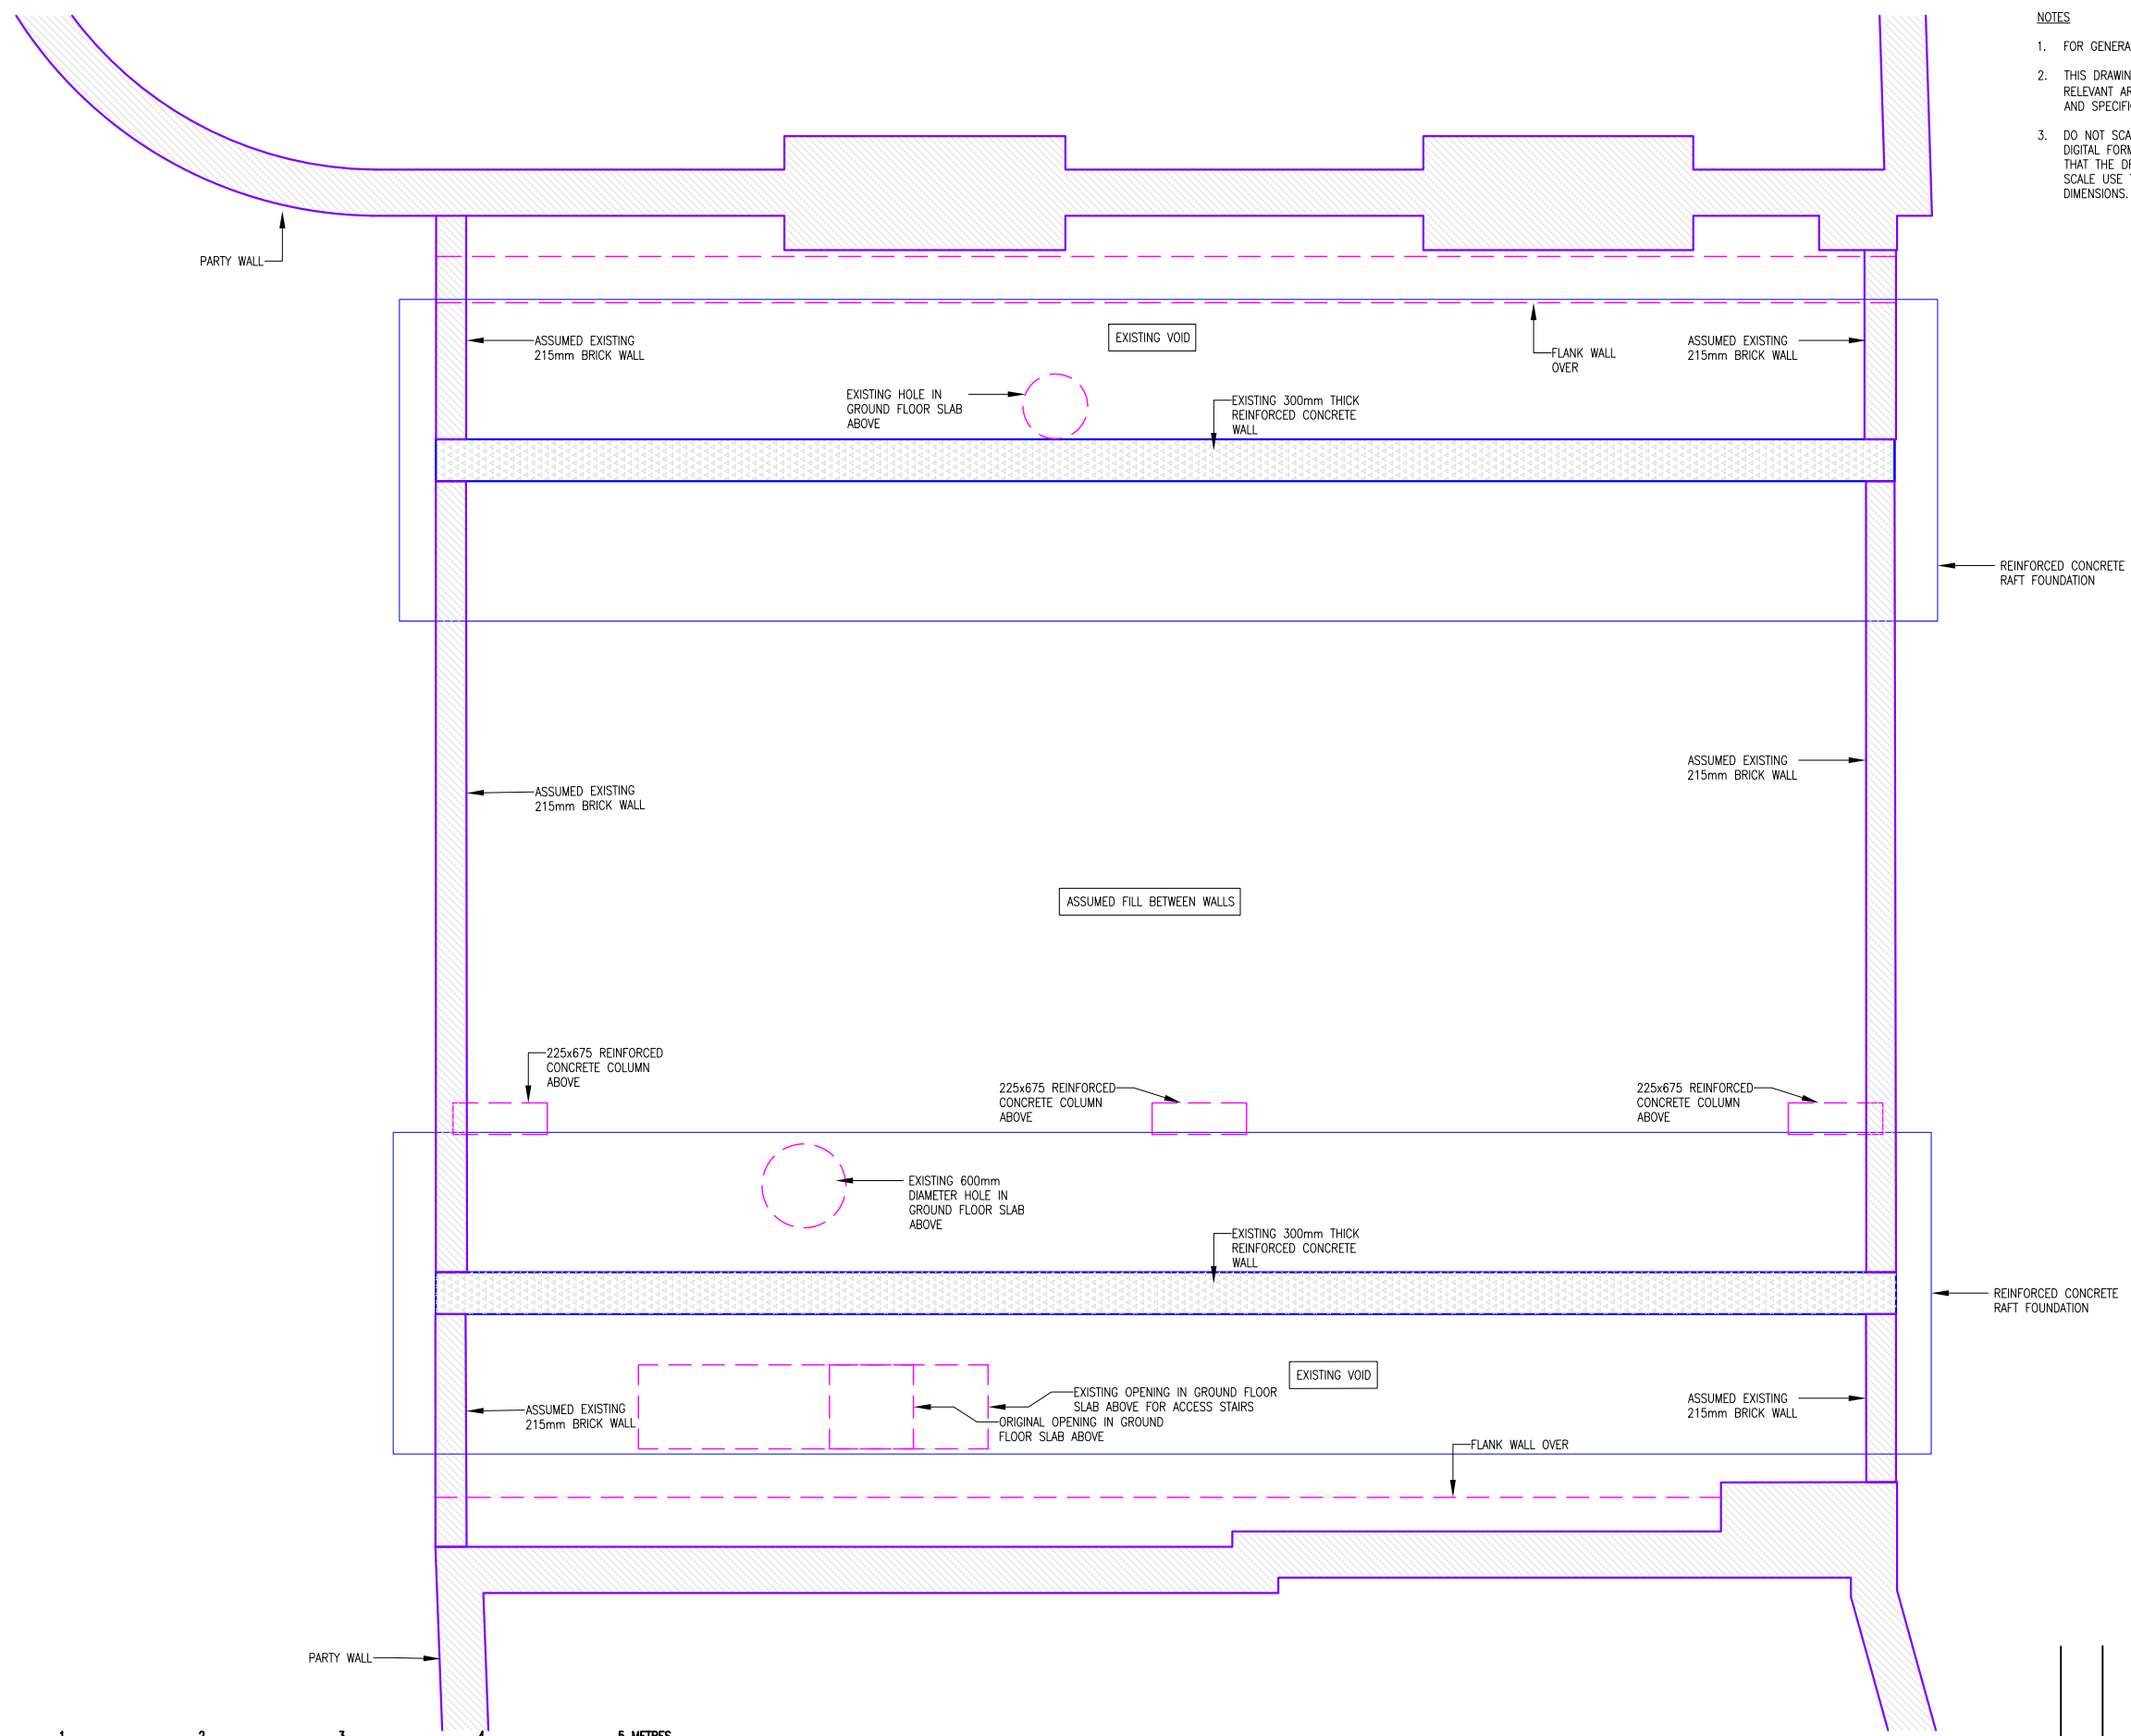 NOTES
1. FOR GENERA
2. THIS DRAWIN
RELEVANT AR
AND SPECIFI
3. DO NOT SCA
DIGITAL FORM
THAT THE DR
SCALE USE
DIMENSIONS.
PARTY WALL
ASSUMED EXISTING
215mm BRICK WALL
EXISTING VOID
FLANK WALL
OVER
ASSUMED EXISTING
215mm BRICK WALL
EXISTING HOLE IN
GROUND FLOOR SLAB
ABOVE
EXISTING 300mm THICK
REINFORCED CONCRETE
WALL
REINFORCED CONCRETE
RAFT FOUNDATION
ASSUMED EXISTING
215mm BRICK WALL
ASSUMED EXISTING
215mm BRICK WALL
ASSUMED FILL BETWEEN WALLS
225x675 REINFORCED
CONCRETE COLUMN
ABOVE
225x675 REINFORCED
CONCRETE COLUMN
ABOVE
225x675 REINFORCED
CONCRETE COLUMN
ABOVE
EXISTING 600mm
DIAMETER HOLE IN
GROUND FLOOR SLAB
ABOVE
EXISTING 300mm THICK
REINFORCED CONCRETE
WALL
REINFORCED CONCRETE
RAFT FOUNDATION
EXISTING VOID
ASSUMED EXISTING
215mm BRICK WALL
EXISTING OPENING IN GROUND FLOOR
SLAB ABOVE FOR ACCESS STAIRS
ORIGINAL OPENING IN GROUND
FLOOR SLAB ABOVE
ASSUMED EXISTING
215mm BRICK WALL
FLANK WALL OVER
PARTY WALL
1 2 3 4 5 METRES